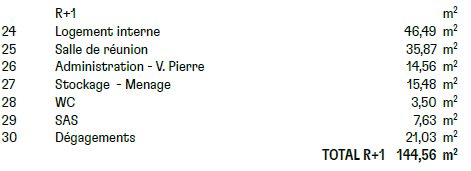 R+1 m²
24 Logement interne 46,49 m²
25 Salle de réunion 35,87 m²
26 Administration - V. Pierre 14,56 m²
27 Stockage - Menage 15,48 m²
28 WC 3,50 m²
29 SAS 7,63 m²
30 Dégagements 21,03 m²
TOTAL R+1 144,56 m²